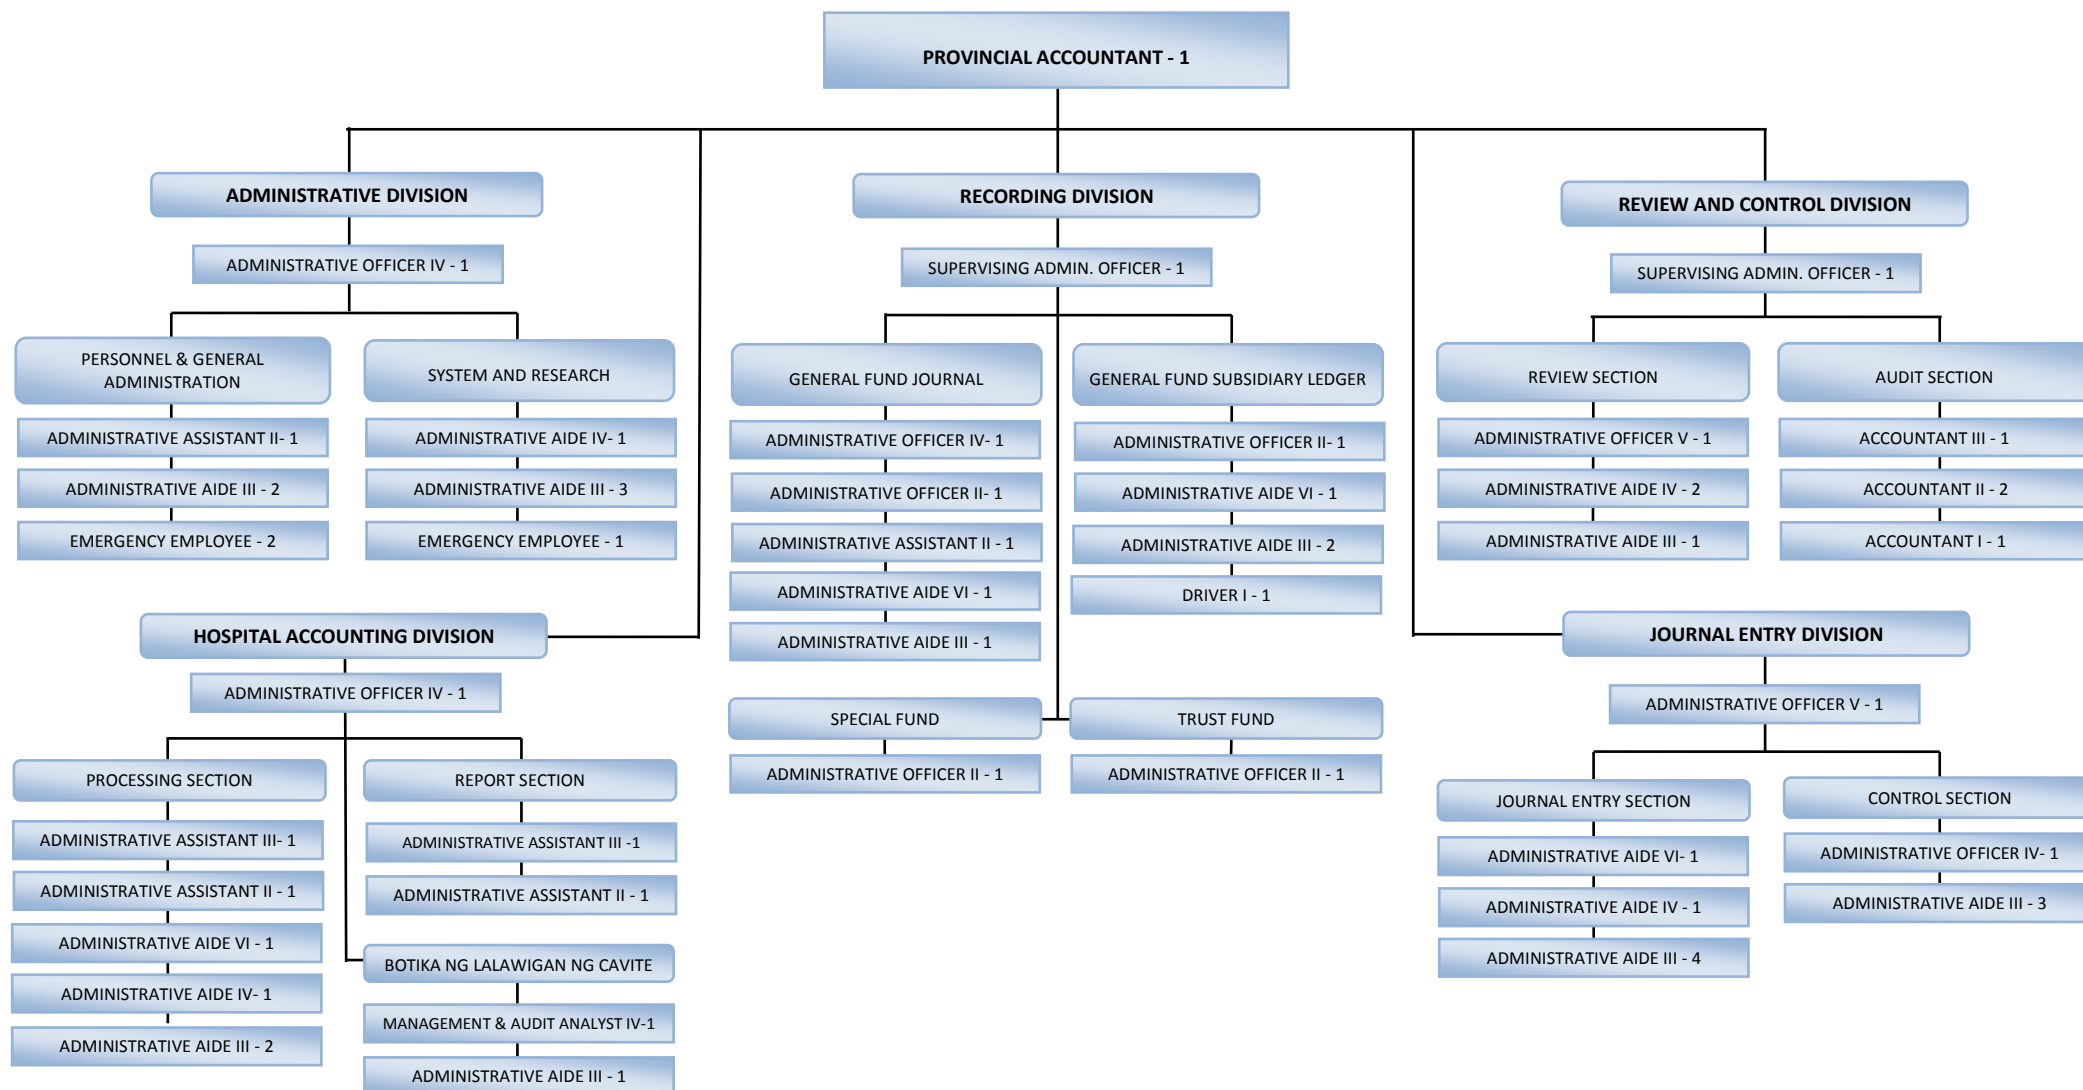 PROVINCIAL ACCOUNTANT - 1
ADMINISTRATIVE DIVISION
ADMINISTRATIVE OFFICER IV - 1
PERSONNEL & GENERAL
ADMINISTRATION
ADMINISTRATIVE ASSISTANT II- 1
ADMINISTRATIVE AIDE III - 2
EMERGENCY EMPLOYEE - 2
SYSTEM AND RESEARCH
ADMINISTRATIVE AIDE IV- 1
ADMINISTRATIVE AIDE III - 3
EMERGENCY EMPLOYEE - 1
HOSPITAL ACCOUNTING DIVISION
ADMINISTRATIVE OFFICER IV - 1
PROCESSING SECTION
ADMINISTRATIVE ASSISTANT III- 1
ADMINISTRATIVE ASSISTANT II - 1
ADMINISTRATIVE AIDE VI - 1
ADMINISTRATIVE AIDE IV- 1
ADMINISTRATIVE AIDE III - 2
REPORT SECTION
ADMINISTRATIVE ASSISTANT III -1
ADMINISTRATIVE ASSISTANT II - 1
BOTIKA NG LALAWIGAN NG CAVITE
MANAGEMENT & AUDIT ANALYST IV-1
ADMINISTRATIVE AIDE III - 1
RECORDING DIVISION
SUPERVISING ADMIN. OFFICER - 1
GENERAL FUND JOURNAL
ADMINISTRATIVE OFFICER IV- 1
ADMINISTRATIVE OFFICER II- 1
ADMINISTRATIVE ASSISTANT II - 1
ADMINISTRATIVE AIDE VI - 1
ADMINISTRATIVE AIDE III - 1
GENERAL FUND SUBSIDIARY LEDGER
ADMINISTRATIVE OFFICER II- 1
ADMINISTRATIVE AIDE VI - 1
ADMINISTRATIVE AIDE III - 2
DRIVER I - 1
SPECIAL FUND
ADMINISTRATIVE OFFICER II - 1
TRUST FUND
ADMINISTRATIVE OFFICER II - 1
REVIEW AND CONTROL DIVISION
SUPERVISING ADMIN. OFFICER - 1
REVIEW SECTION
ADMINISTRATIVE OFFICER V - 1
ADMINISTRATIVE AIDE IV - 2
ADMINISTRATIVE AIDE III - 1
AUDIT SECTION
ACCOUNTANT III - 1
ACCOUNTANT II - 2
ACCOUNTANT I - 1
JOURNAL ENTRY DIVISION
ADMINISTRATIVE OFFICER V - 1
JOURNAL ENTRY SECTION
ADMINISTRATIVE AIDE VI- 1
ADMINISTRATIVE AIDE IV - 1
ADMINISTRATIVE AIDE III - 4
CONTROL SECTION
ADMINISTRATIVE OFFICER IV- 1
ADMINISTRATIVE AIDE III - 3